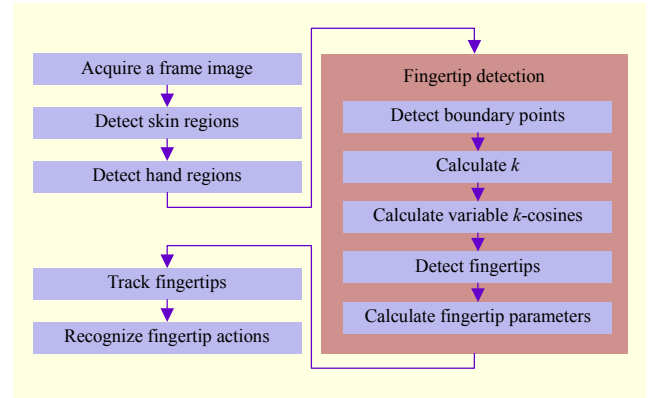 Acquire a frame image
Detect skin regions
Detect hand regions
Fingertip detection
Detect boundary points
Calculate k
Calculate variable k-cosines
Detect fingertips
Calculate fingertip parameters
Track fingertips
Recognize fingertip actions